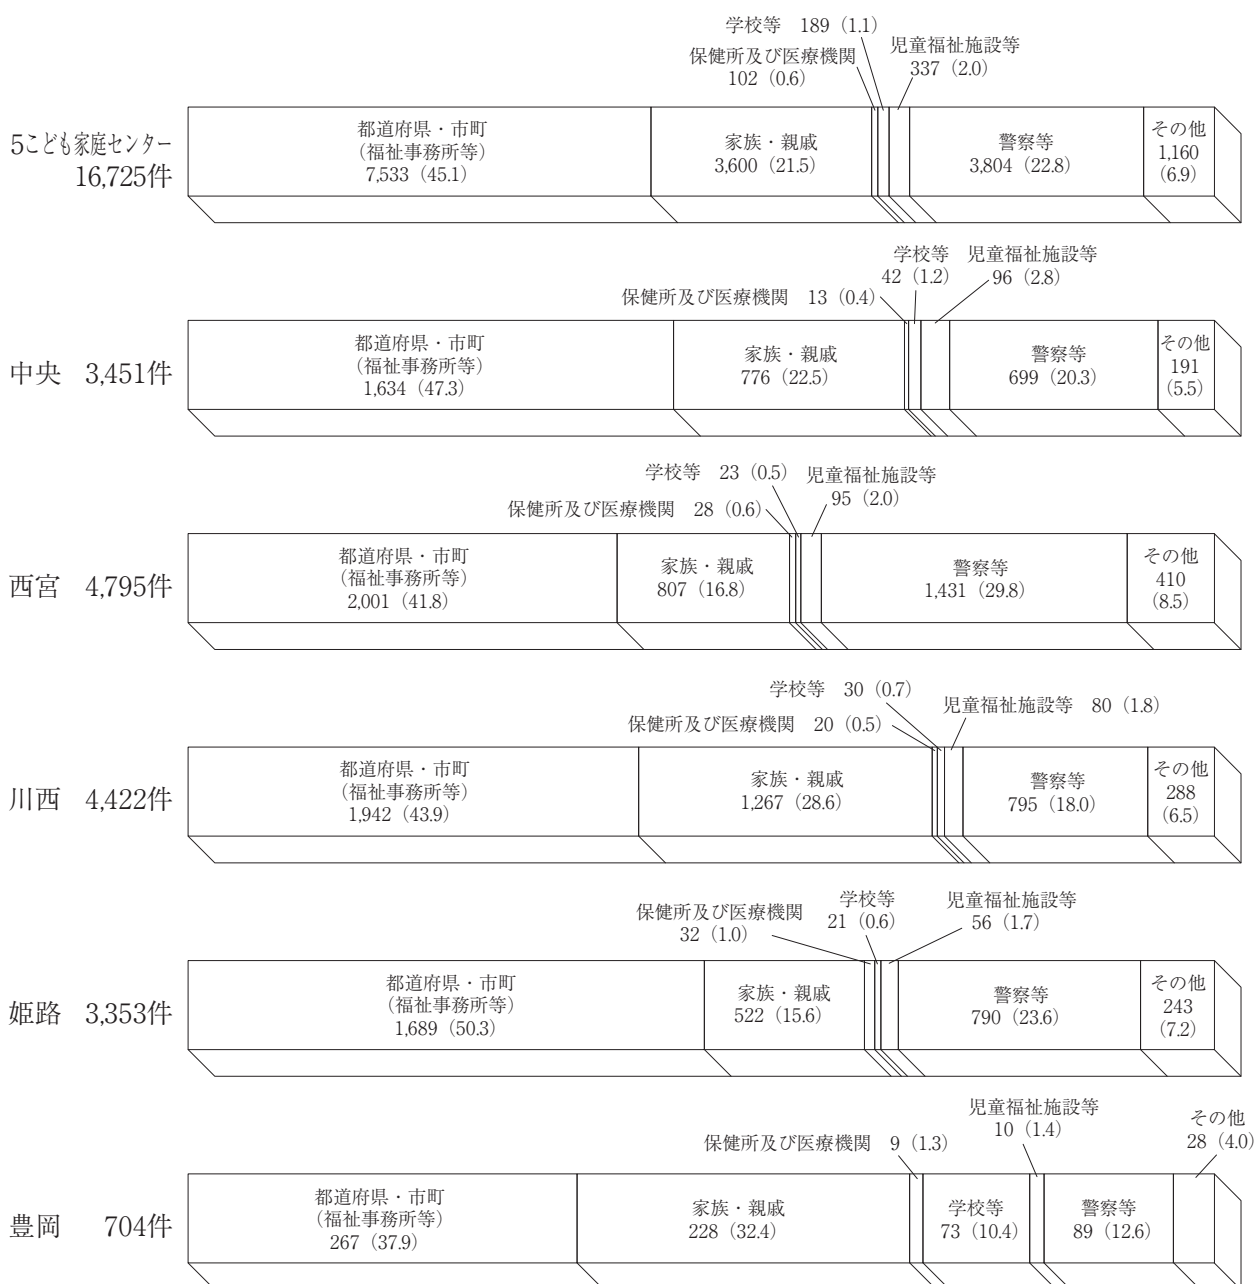 学校等 189（1.1）
保健所及び医療機関
102（0.6）
児童福祉施設等
337（2.0）
5こども家庭センター
16,725件
都道府県・市町
（福祉事務所等）
7,533（45.1）
家族・親戚
3,600（21.5）
警察等
3,804（22.8）
その他
1,160
（6.9）
学校等
42（1.2）
児童福祉施設等
96（2.8）
保健所及び医療機関 13（0.4）
中央 3,451件
都道府県・市町
（福祉事務所等）
1,634（47.3）
家族・親戚
776（22.5）
警察等
699（20.3）
その他
191
（5.5）
学校等 23（0.5）
児童福祉施設等
95（2.0）
保健所及び医療機関 28（0.6）
西宮 4,795件
都道府県・市町
（福祉事務所等）
2,001（41.8）
家族・親戚
807（16.8）
警察等
1,431（29.8）
その他
410
（8.5）
学校等 30（0.7）
児童福祉施設等 80（1.8）
保健所及び医療機関 20（0.5）
川西 4,422件
都道府県・市町
（福祉事務所等）
1,942（43.9）
家族・親戚
1,267（28.6）
警察等
795（18.0）
その他
288
（6.5）
保健所及び医療機関
32（1.0）
学校等
21（0.6）
児童福祉施設等
56（1.7）
姫路 3,353件
都道府県・市町
（福祉事務所等）
1,689（50.3）
家族・親戚
522（15.6）
警察等
790（23.6）
その他
243
（7.2）
児童福祉施設等
10（1.4）
その他
28（4.0）
保健所及び医療機関 9（1.3）
豊岡 704件
都道府県・市町
（福祉事務所等）
267（37.9）
家族・親戚
228（32.4）
学校等
73（10.4）
警察等
89（12.6）